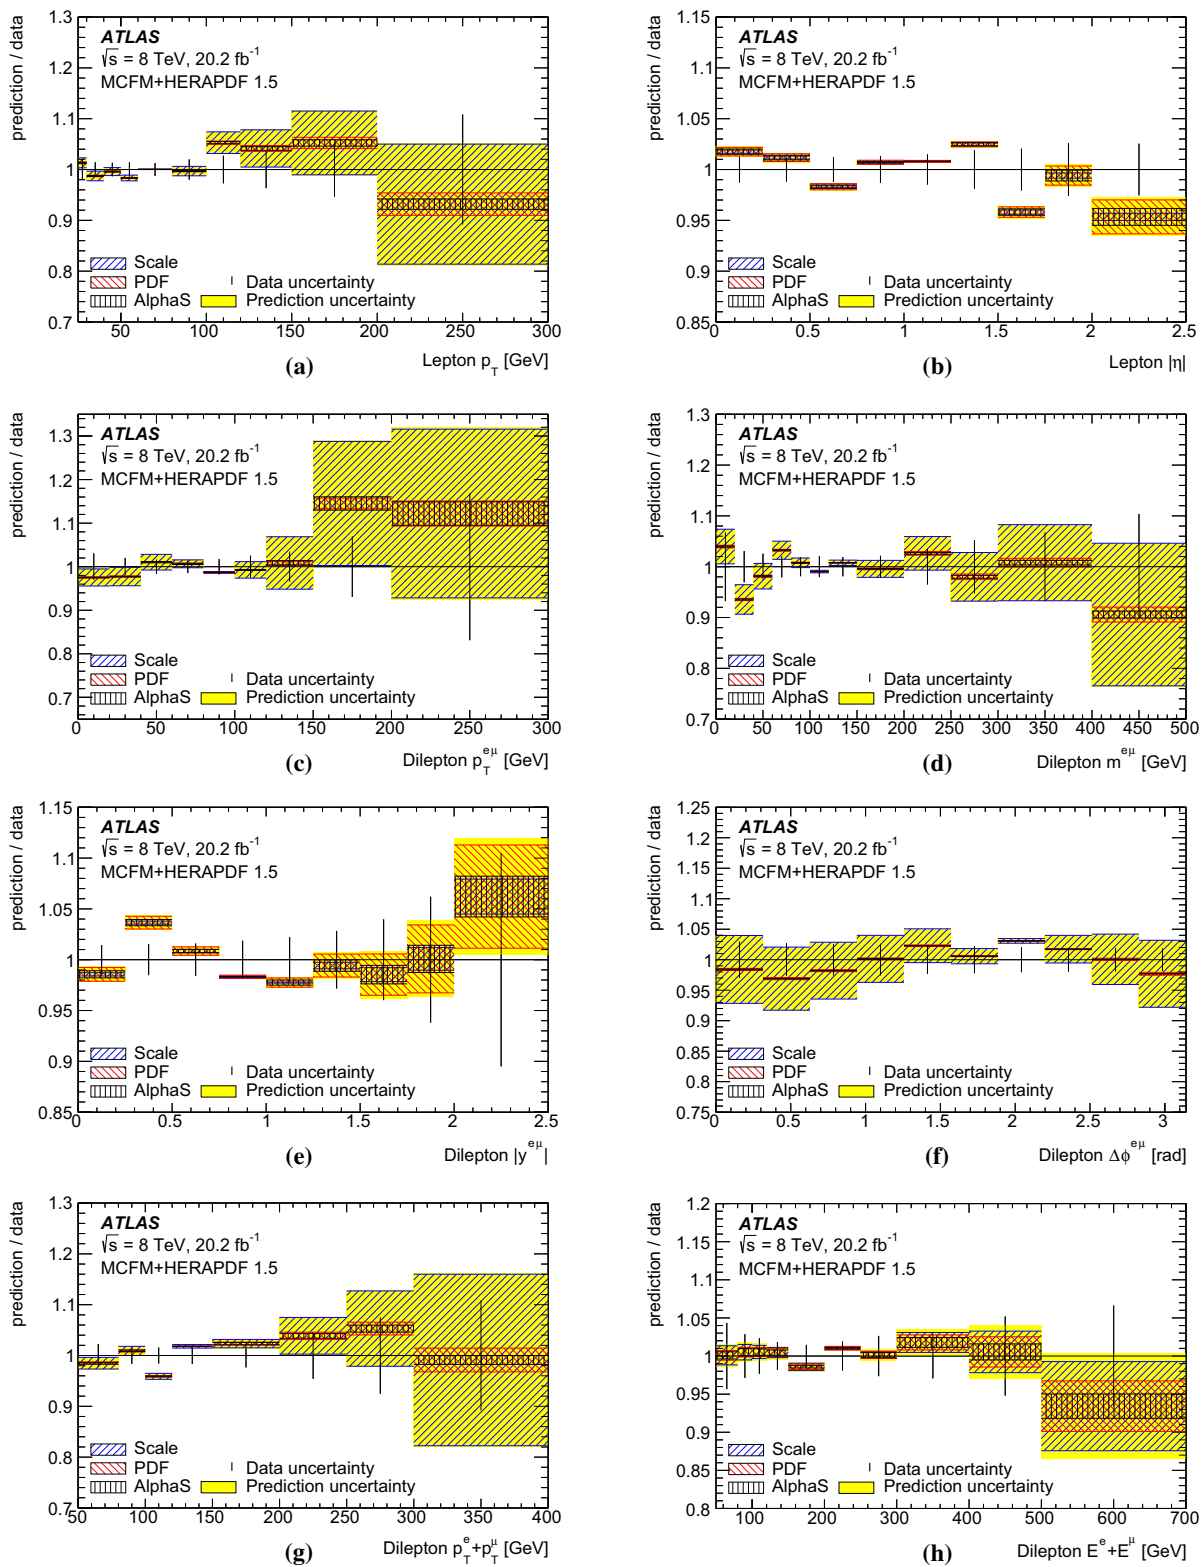 prediction / data
1.3
1.2
1.1
1
0.9
0.8
0.7
ATLAS
√s = 8 TeV, 20.2 fb⁻¹
MCFM+HERAPDF 1.5
Scale
PDF
Data uncertainty
AlphaS
Prediction uncertainty
50 100 150 200 250 300
Lepton p_T [GeV]
(a)
prediction / data
1.15
1.1
1.05
1
0.95
0.9
0.85
ATLAS
√s = 8 TeV, 20.2 fb⁻¹
MCFM+HERAPDF 1.5
Scale
PDF
Data uncertainty
AlphaS
Prediction uncertainty
0 0.5 1 1.5 2 2.5
Lepton |η|
(b)
prediction / data
1.3
1.2
1.1
1
0.9
0.8
0.7
ATLAS
√s = 8 TeV, 20.2 fb⁻¹
MCFM+HERAPDF 1.5
Scale
PDF
Data uncertainty
AlphaS
Prediction uncertainty
0 50 100 150 200 250 300
Dilepton p_T^{eμ} [GeV]
(c)
prediction / data
1.3
1.2
1.1
1
0.9
0.8
0.7
ATLAS
√s = 8 TeV, 20.2 fb⁻¹
MCFM+HERAPDF 1.5
Scale
PDF
Data uncertainty
AlphaS
Prediction uncertainty
0 50 100 150 200 250 300 350 400 450 500
Dilepton m^{eμ} [GeV]
(d)
prediction / data
1.15
1.1
1.05
1
0.95
0.9
0.85
ATLAS
√s = 8 TeV, 20.2 fb⁻¹
MCFM+HERAPDF 1.5
Scale
PDF
Data uncertainty
AlphaS
Prediction uncertainty
0 0.5 1 1.5 2 2.5
Dilepton |y^{eμ}|
(e)
prediction / data
1.25
1.2
1.15
1.1
1.05
1
0.95
0.9
0.85
0.8
0.75
ATLAS
√s = 8 TeV, 20.2 fb⁻¹
MCFM+HERAPDF 1.5
Scale
PDF
Data uncertainty
AlphaS
Prediction uncertainty
0 0.5 1 1.5 2 2.5 3
Dilepton Δϕ^{eμ} [rad]
(f)
prediction / data
1.3
1.2
1.1
1
0.9
0.8
0.7
ATLAS
√s = 8 TeV, 20.2 fb⁻¹
MCFM+HERAPDF 1.5
Scale
PDF
Data uncertainty
AlphaS
Prediction uncertainty
50 100 150 200 250 300 350 400
Dilepton p_T^e+p_T^μ [GeV]
(g)
prediction / data
1.2
1.15
1.1
1.05
1
0.95
0.9
0.85
0.8
ATLAS
√s = 8 TeV, 20.2 fb⁻¹
MCFM+HERAPDF 1.5
Scale
PDF
Data uncertainty
AlphaS
Prediction uncertainty
100 200 300 400 500 600 700
Dilepton E^e+E^μ [GeV]
(h)